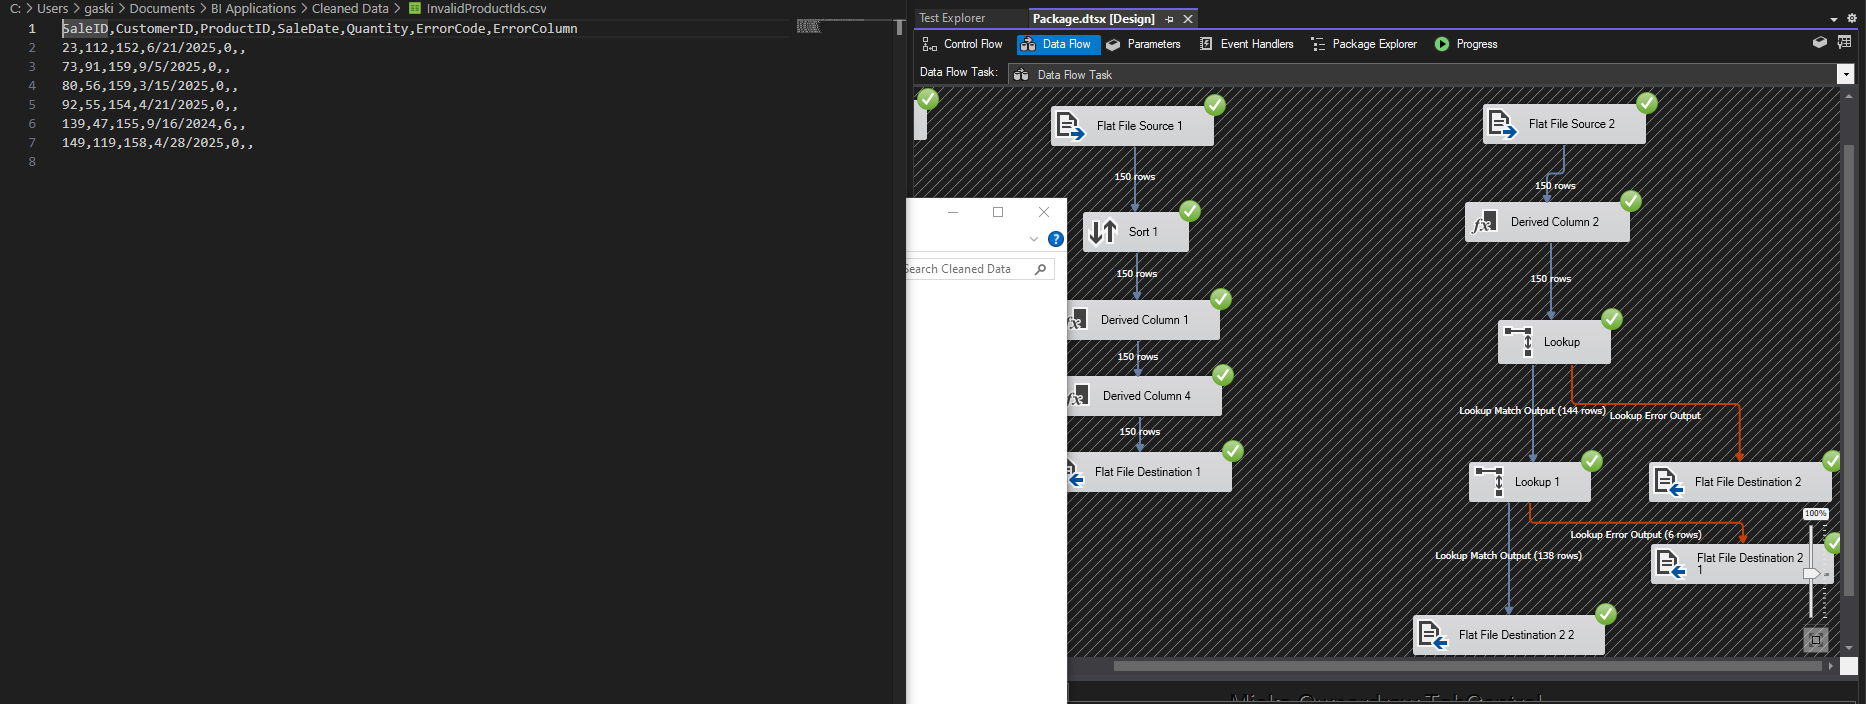 C: > Users > gaski > Documents > BI Applications > Cleaned Data > InvalidProductIds.csv
1 SaleID,CustomerID,ProductID,SaleDate,Quantity,ErrorCode,ErrorColumn
2 23,112,152,6/21/2025,0,,
3 73,91,159,9/5/2025,0,,
4 80,56,159,3/15/2025,0,,
5 92,55,154,4/21/2025,0,,
6 139,47,155,9/16/2024,6,,
7 149,119,158,4/28/2025,0,,
8
?
Search Cleaned Data
Test Explorer
Package.dtsx [Design]
Control Flow
Data Flow
Parameters
Event Handlers
Package Explorer
Progress
Data Flow Task:
Data Flow Task
Flat File Source 1
150 rows
Sort 1
150 rows
Derived Column 1
150 rows
Derived Column 4
150 rows
Flat File Destination 1
Flat File Source 2
150 rows
Derived Column 2
150 rows
Lookup
Lookup Match Output (144 rows)
Lookup Error Output
Lookup 1
Flat File Destination 2
100%
Lookup Error Output (6 rows)
Lookup Match Output (138 rows)
Flat File Destination 2
1
Flat File Destination 2 2